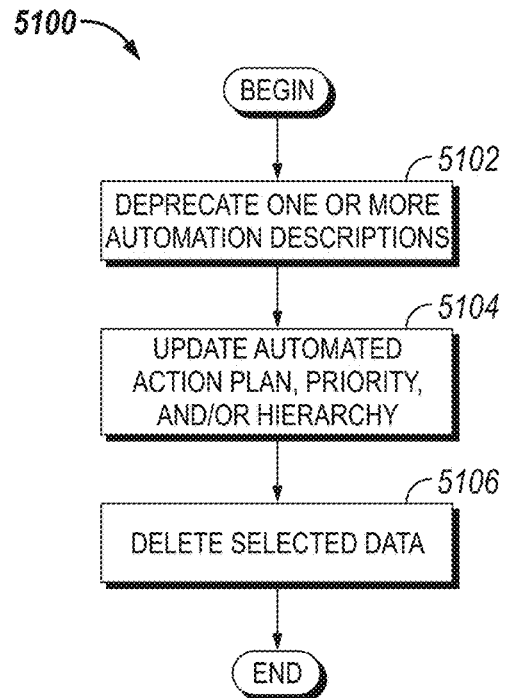 5100
BEGIN
5102
DEPRECATE ONE OR MORE
AUTOMATION DESCRIPTIONS
5104
UPDATE AUTOMATED
ACTION PLAN, PRIORITY,
AND/OR HIERARCHY
5106
DELETE SELECTED DATA
END